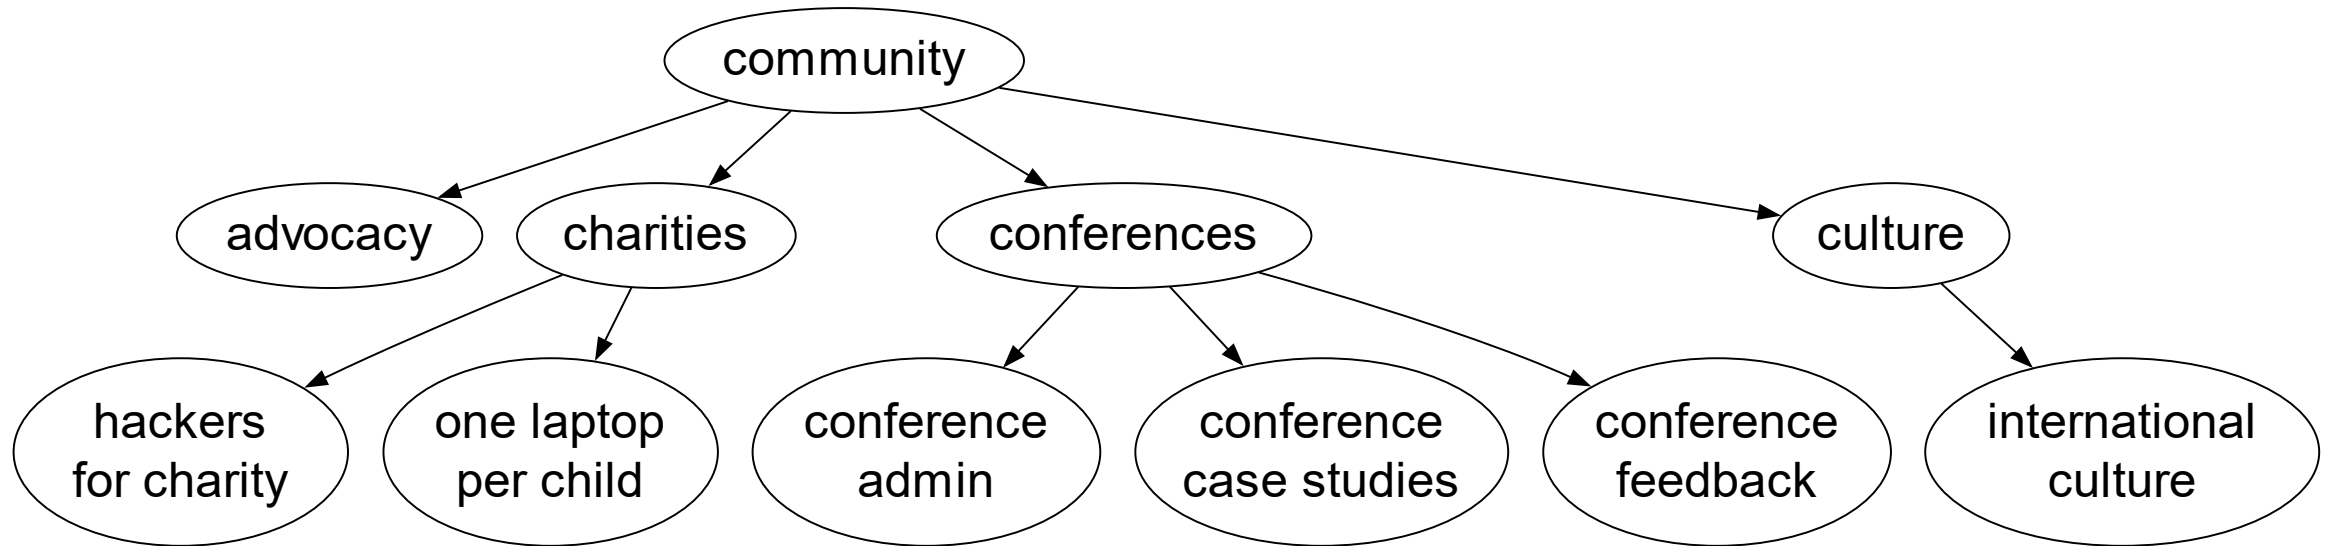 community
advocacy
charities
conferences
culture
hackers
for charity
one laptop
per child
conference
admin
conference
case studies
conference
feedback
international
culture